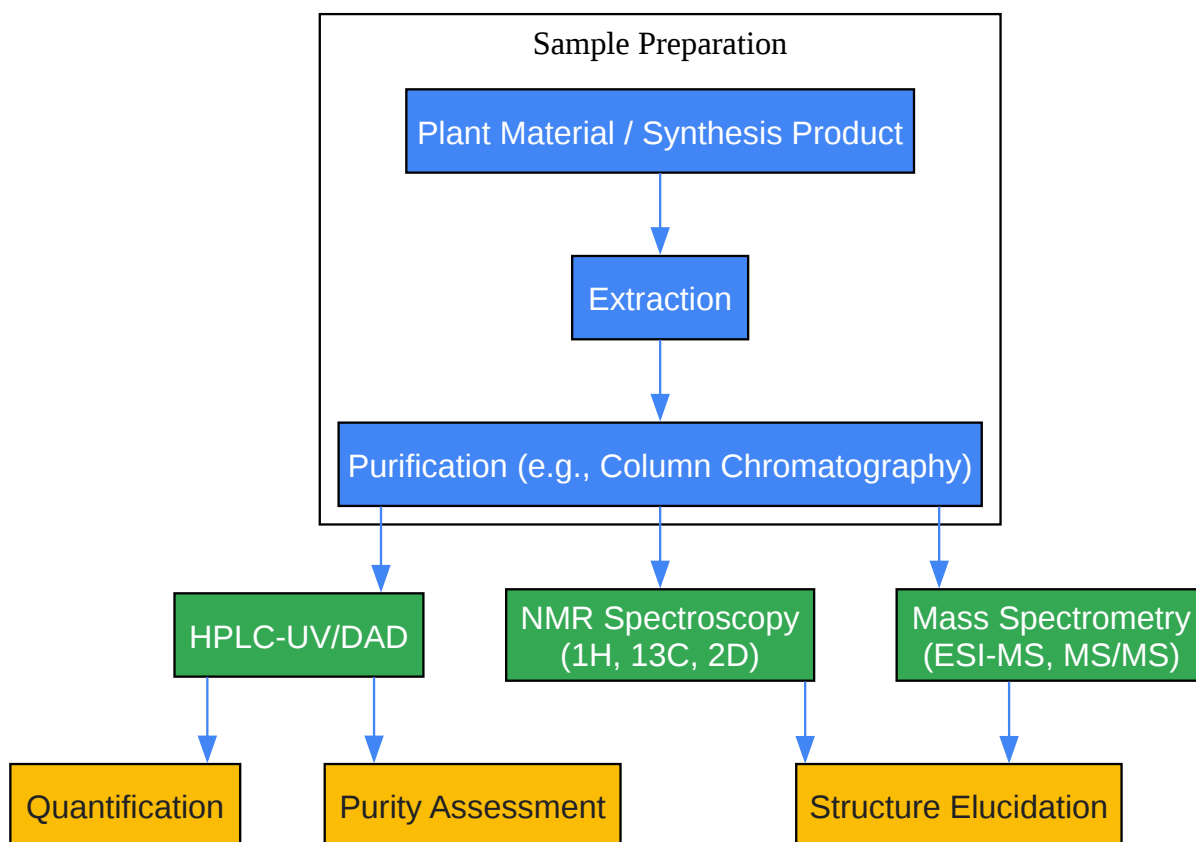 Sample Preparation
Plant Material / Synthesis Product
Extraction
Purification (e.g., Column Chromatography)
HPLC-UV/DAD
NMR Spectroscopy
(1H, 13C, 2D)
Mass Spectrometry
(ESI-MS, MS/MS)
Quantification
Purity Assessment
Structure Elucidation